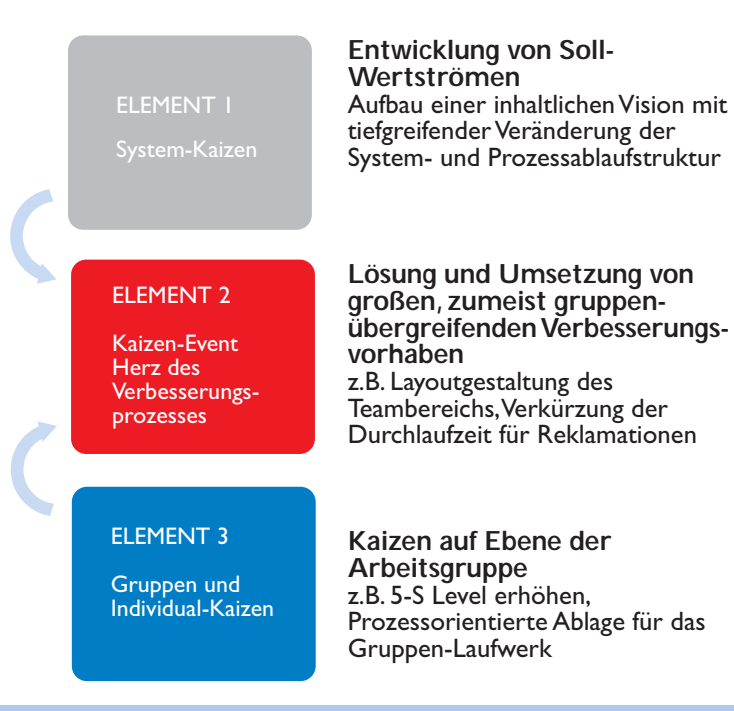 ELEMENT 1
System-Kaizen
Entwicklung von Soll-
Wertströmen
Aufbau einer inhaltlichen Vision mit
tiefgreifender Veränderung der
System- und Prozessablaufstruktur
ELEMENT 2
Kaizen-Event
Herz des
Verbesserungs-
prozesses
Lösung und Umsetzung von
großen, zumeist gruppen-
übergreifenden Verbesserungs-
vorhaben
z.B. Layoutgestaltung des
Teambereichs, Verkürzung der
Durchlaufzeit für Reklamationen
ELEMENT 3
Gruppen und
Individual-Kaizen
Kaizen auf Ebene der
Arbeitsgruppe
z.B. 5-S Level erhöhen,
Prozessorientierte Ablage für das
Gruppen-Laufwerk